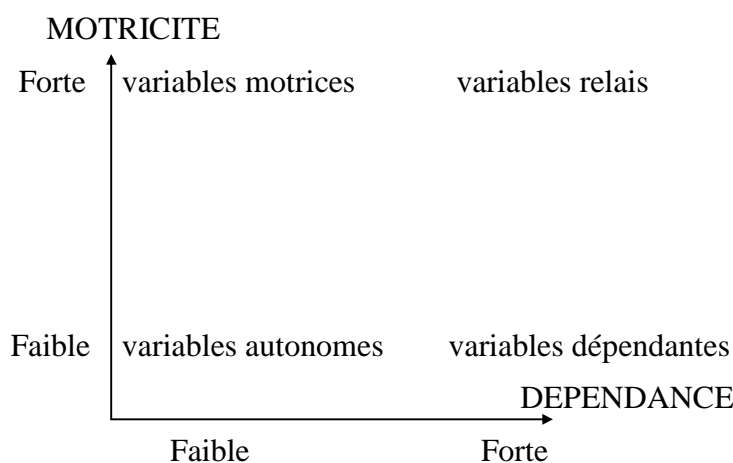 MOTRICITE
Forte variables motrices variables relais
Faible variables autonomes variables dépendantes
DEPENDANCE
Faible Forte